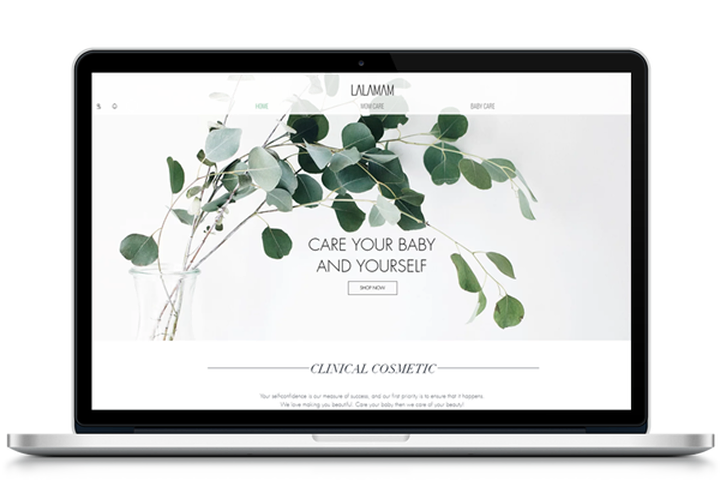 LALAMAM
HOME MOM CARE BABY CARE
CARE YOUR BABY
AND YOURSELF
SHOP NOW
CLINICAL COSMETIC
Your self-confidence is our measure of success, and our first priority is to ensure that it happens.
We love making you beautiful. Care your baby then we care of your beauty!